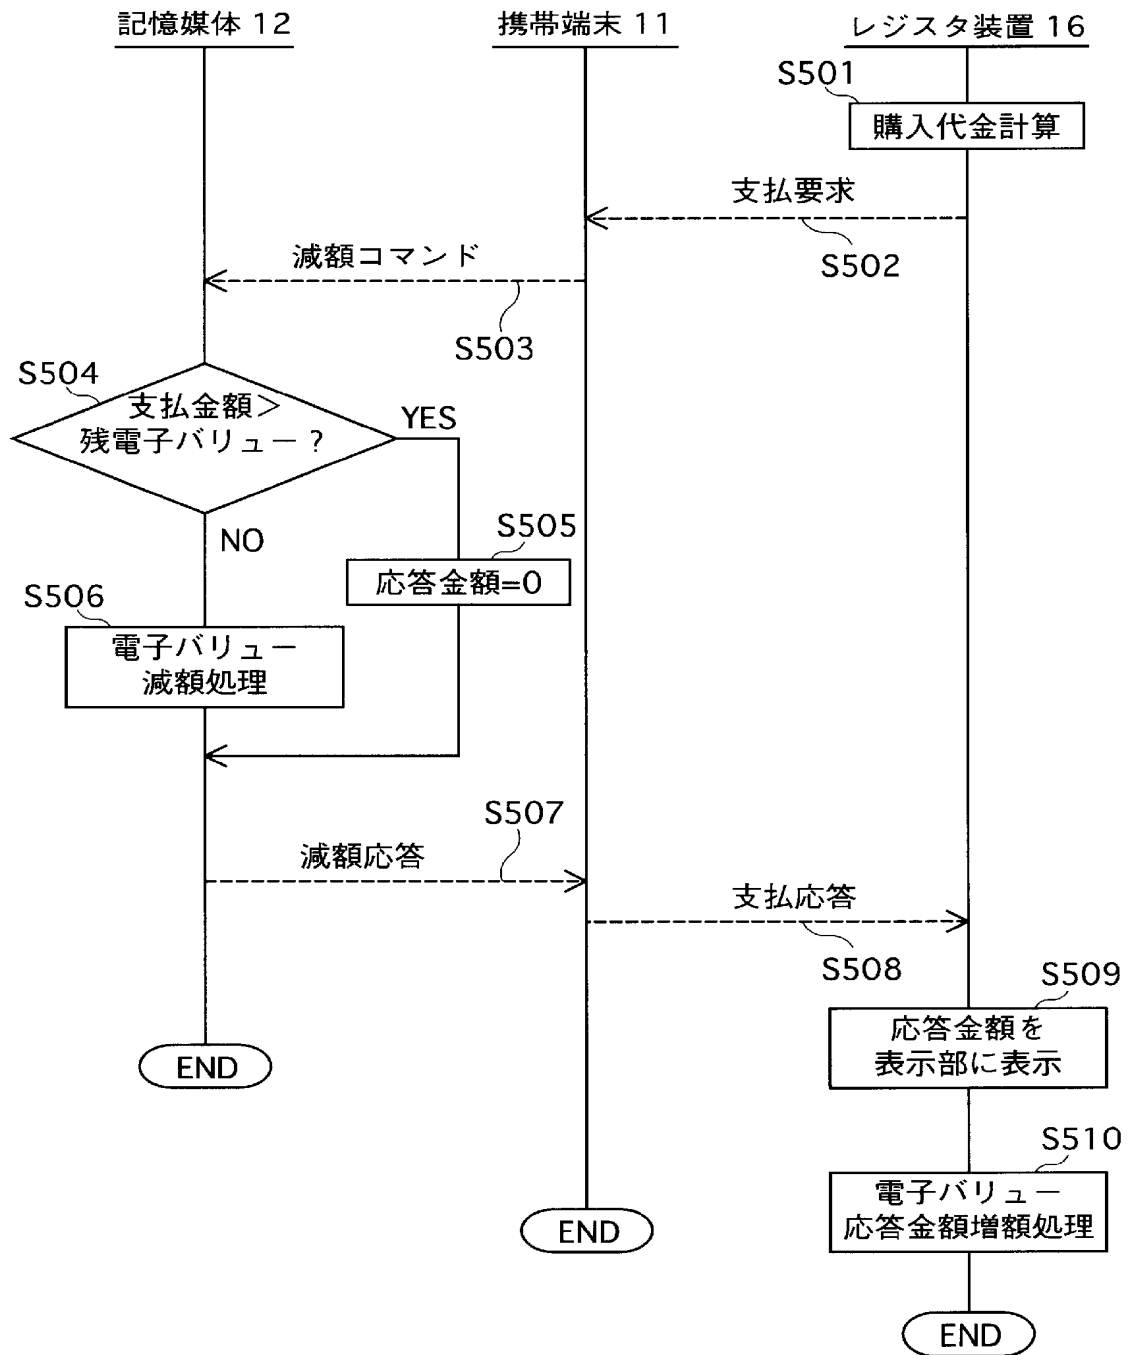 記憶媒体 12
携帯端末 11
レジスタ装置 16
S501
購入代金計算
支払要求
S502
減額コマンド
S503
S504
支払金額＞
残電子バリュー？
YES
NO
S505
応答金額=0
S506
電子バリュー
減額処理
S507
減額応答
支払応答
S508
S509
応答金額を
表示部に表示
END
S510
電子バリュー
応答金額増額処理
END
END